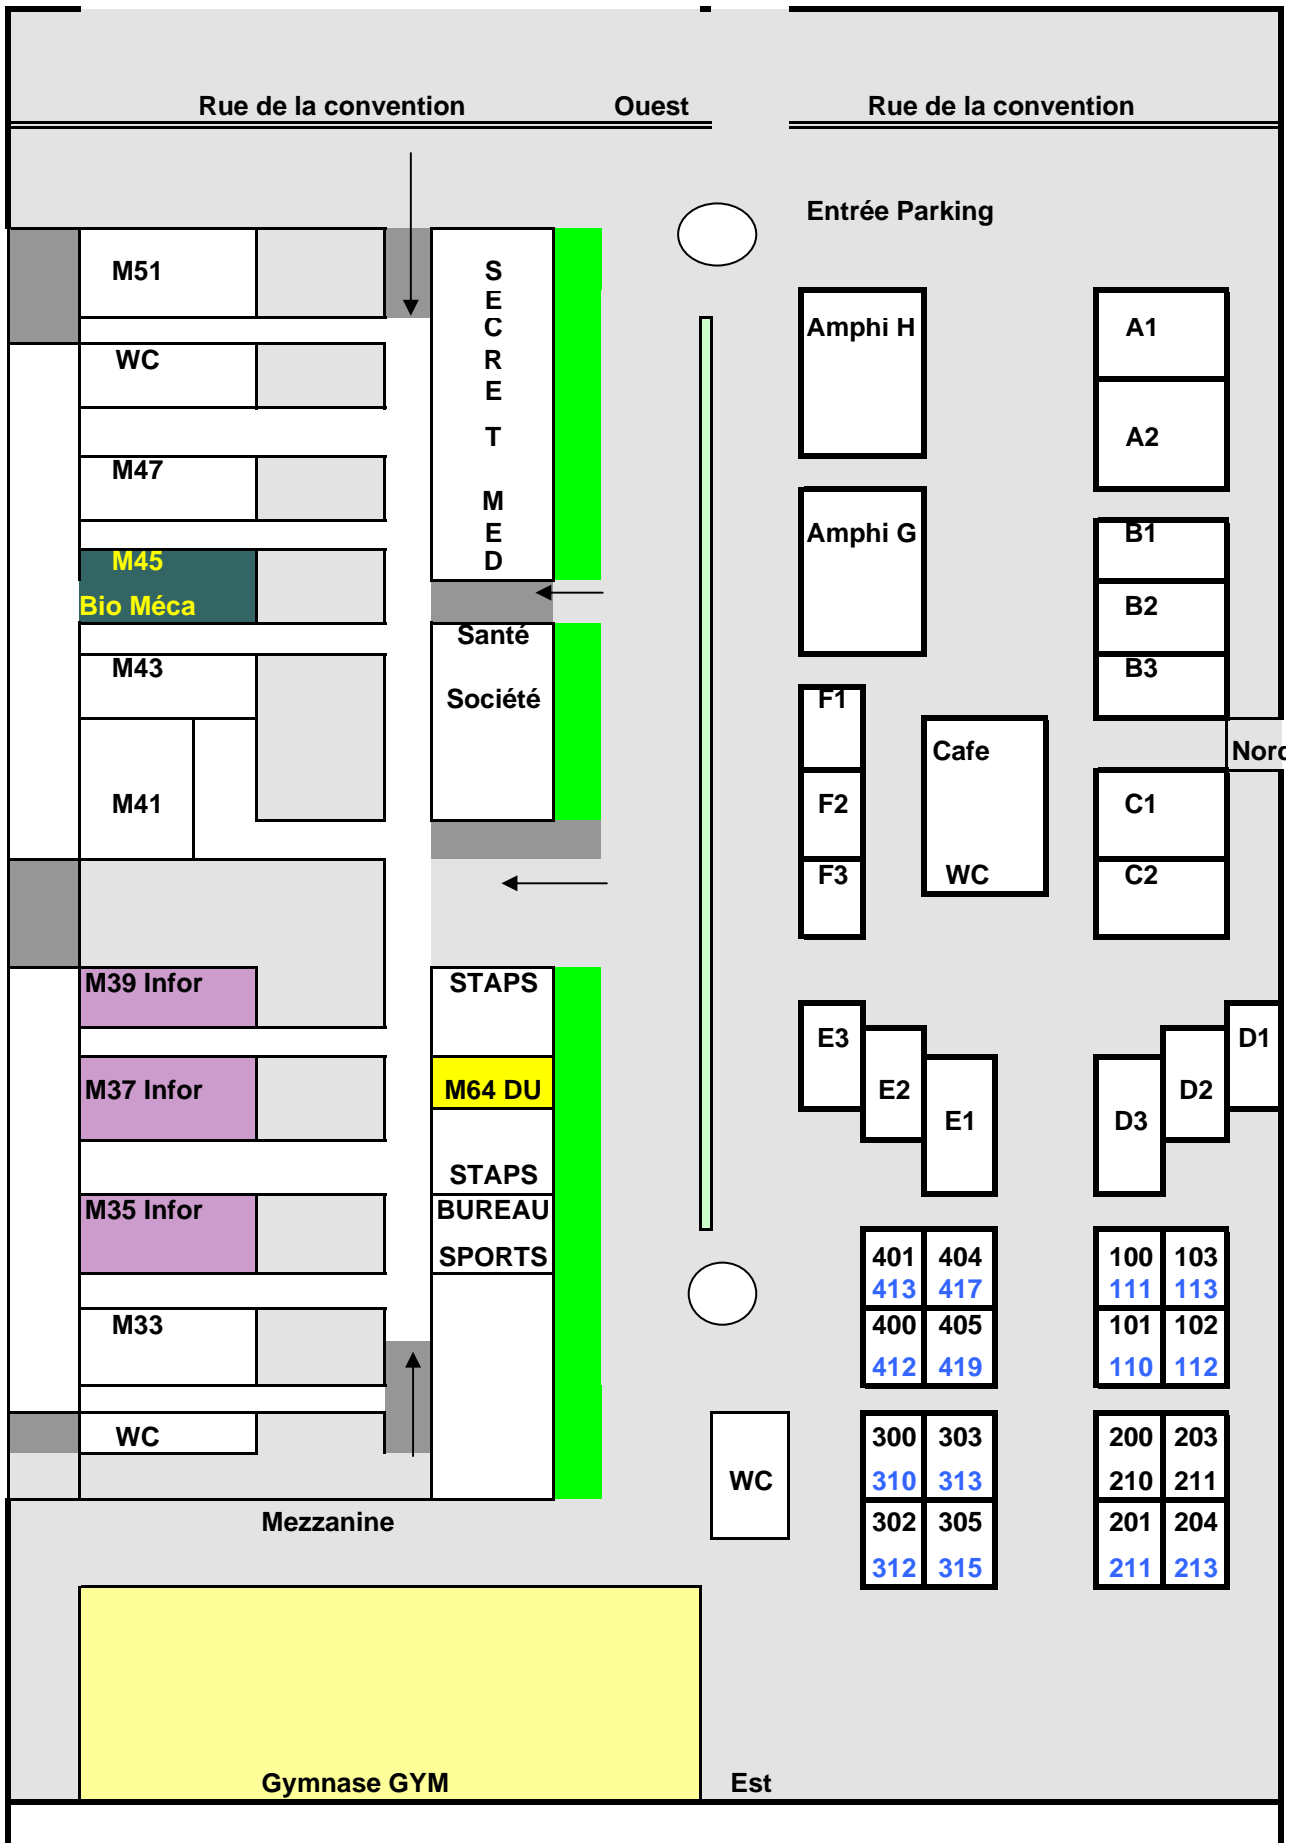 Rue de la convention Ouest Rue de la convention
Entrée Parking
M51
WC
M47
M45
Bio Méca
M43
M41
M39 Infor
M37 Infor
M35 Infor
M33
WC
SECRET MED
Santé
Société
STAPS
M64 DU
STAPS
BUREAU
SPORTS
Mezzanine
Gymnase GYM
Est
WC
Amphi H
Amphi G
F1
F2
F3
Cafe
WC
A1
A2
B1
B2
B3
Nord
C1
C2
E3
E2
E1
D3
D2
D1
401 404
413 417
400 405
412 419
100 103
111 113
101 102
110 112
300 303
310 313
302 305
312 315
200 203
210 211
201 204
211 213